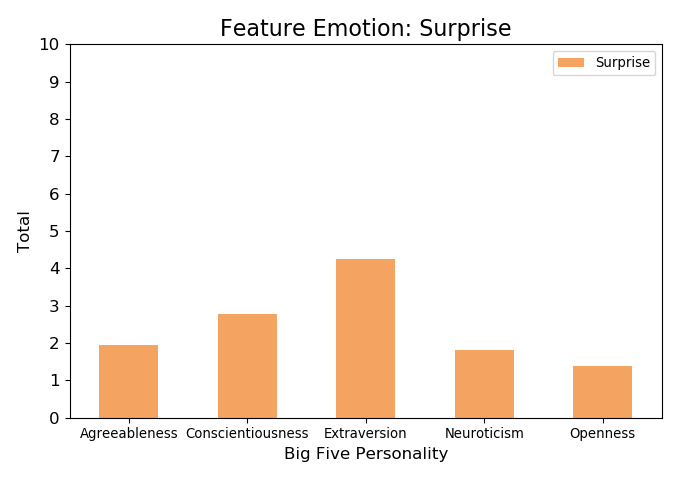 Feature Emotion: Surprise
10
9
8
7
6
5
4
3
2
1
0
Total
Surprise
Agreeableness Conscientiousness Extraversion Neuroticism Openness
Big Five Personality